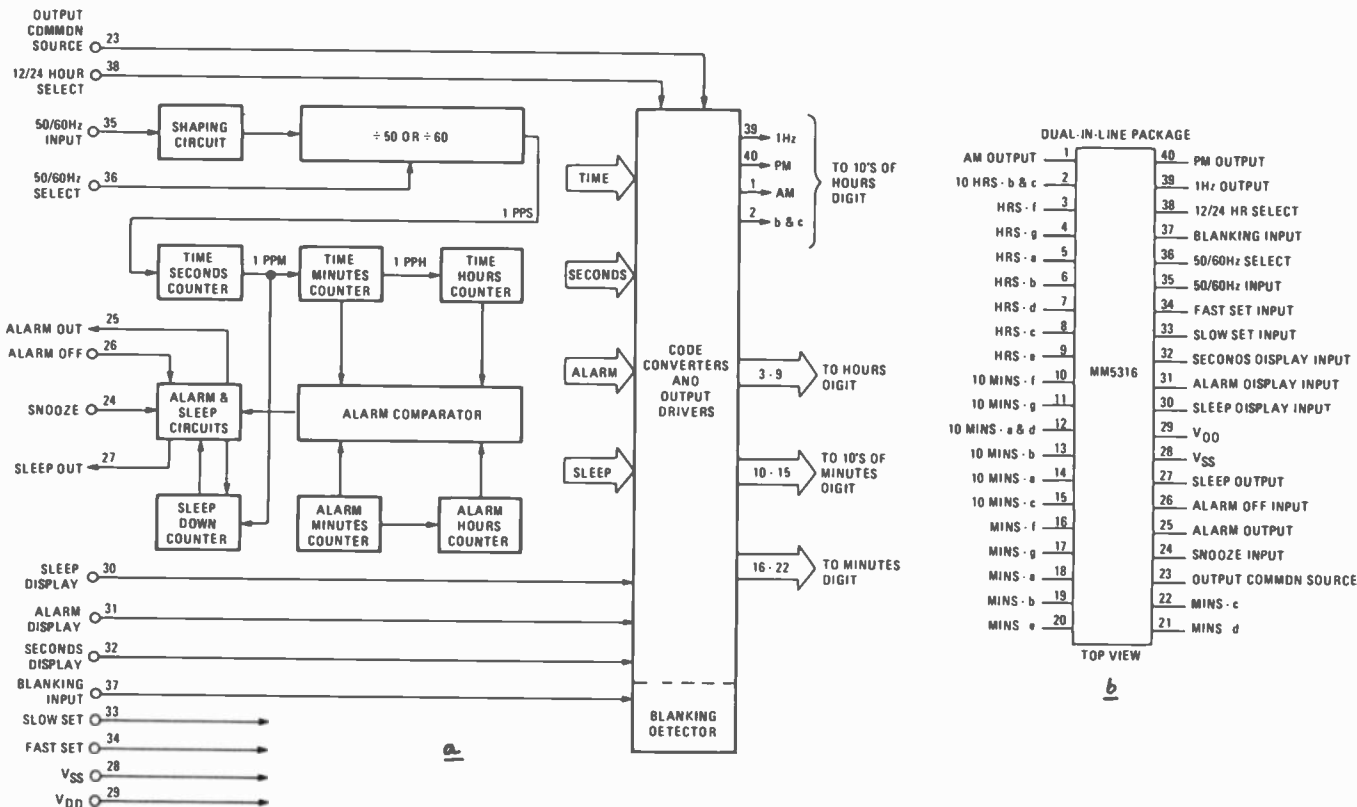 OUTPUT
COMMON
SOURCE
23
12/24 HOUR
SELECT
38
50/60Hz
INPUT
35
SHAPING
CIRCUIT
÷50 OR ÷60
50/60Hz
SELECT
36
1 PPS
TIME
SECONDS
COUNTER
1 PPM
TIME
MINUTES
COUNTER
1 PPH
TIME
HOURS
COUNTER
ALARM OUT
25
ALARM OFF
26
SNOOZE
24
ALARM &
SLEEP
CIRCUITS
ALARM COMPARATOR
SLEEP OUT
27
SLEEP
DOWN
COUNTER
ALARM
MINUTES
COUNTER
ALARM
HOURS
COUNTER
SLEEP
DISPLAY
30
ALARM
DISPLAY
31
SECONDS
DISPLAY
32
BLANKING
INPUT
37
SLOW SET
33
FAST SET
34
VSS
28
VDD
29
a
TIME
SECONDS
ALARM
SLEEP
CODE
CONVERTERS
AND
OUTPUT
DRIVERS
BLANKING
DETECTOR
39
1Hz
40
PM
1
AM
2
b & c
TO 10'S OF
HOURS
DIGIT
3 - 9
TO HOURS
DIGIT
10 - 15
TO 10'S OF
MINUTES
DIGIT
16 - 22
TO MINUTES
DIGIT
DUAL-IN-LINE PACKAGE
AM OUTPUT 1
10 HRS - b & c 2
HRS - f 3
HRS - g 4
HRS - a 5
HRS - b 6
HRS - d 7
HRS - c 8
HRS - e 9
10 MINS - f 10
10 MINS - g 11
10 MINS - a & d 12
10 MINS - b 13
10 MINS - e 14
10 MINS - c 15
MINS - f 16
MINS - g 17
MINS - a 18
MINS - b 19
MINS e 20
MM5316
40 PM OUTPUT
39 1Hz OUTPUT
38 12/24 HR SELECT
37 BLANKING INPUT
36 50/60Hz SELECT
35 50/60Hz INPUT
34 FAST SET INPUT
33 SLOW SET INPUT
32 SECONDS DISPLAY INPUT
31 ALARM DISPLAY INPUT
30 SLEEP DISPLAY INPUT
29 VDD
28 VSS
27 SLEEP OUTPUT
26 ALARM OFF INPUT
25 ALARM OUTPUT
24 SNOOZE INPUT
23 OUTPUT COMMON SOURCE
22 MINS - c
21 MINS d
TOP VIEW
b